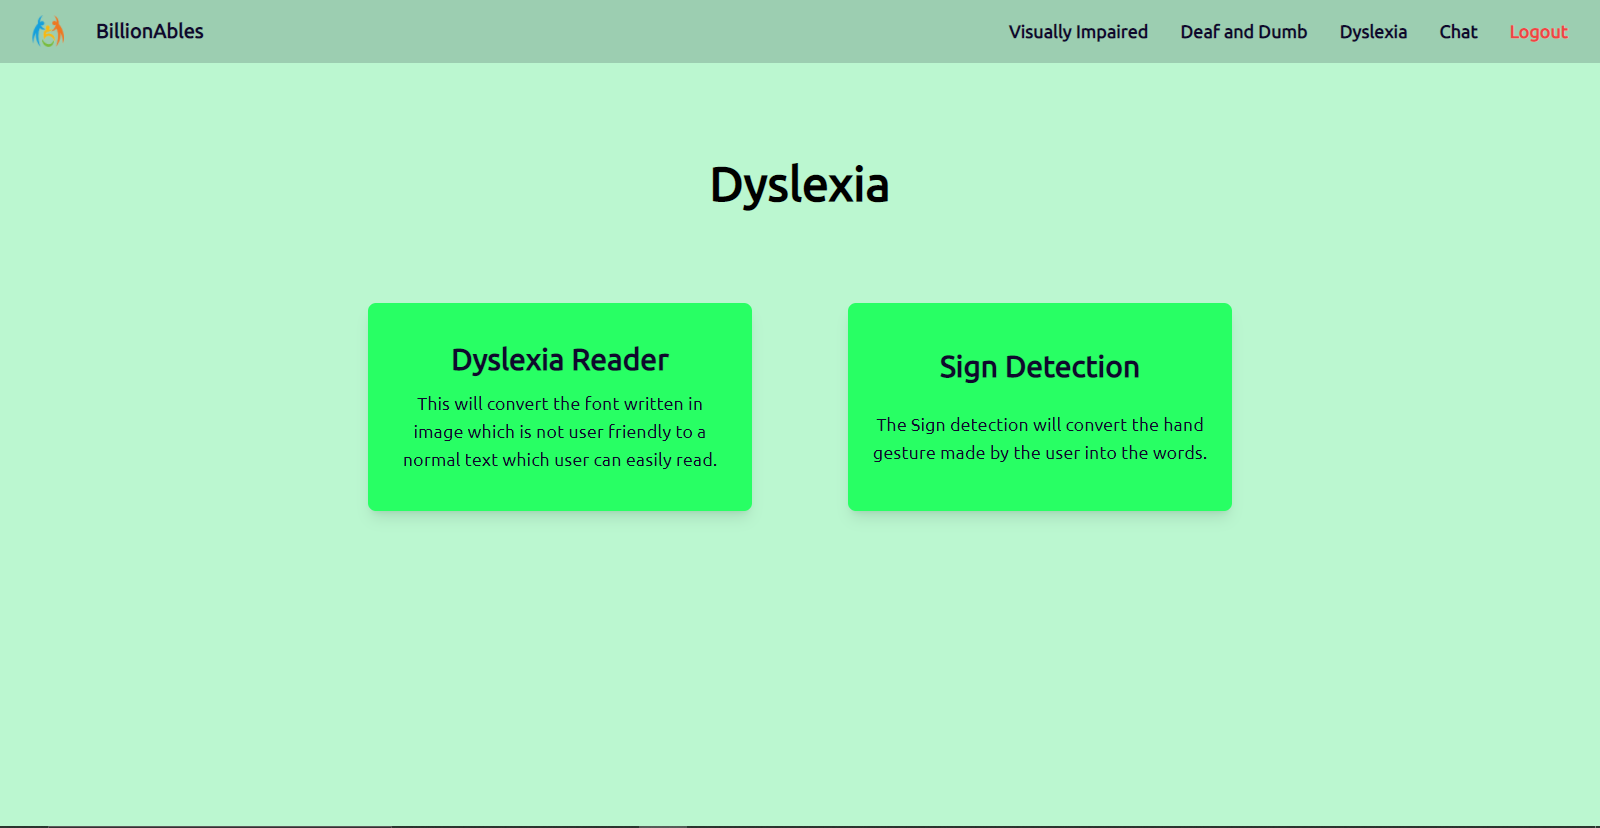 BillionAbles
Visually Impaired
Deaf and Dumb
Dyslexia
Chat
Logout
Dyslexia
Dyslexia Reader
This will convert the font written in
image which is not user friendly to a
normal text which user can easily read.
Sign Detection
The Sign detection will convert the hand
gesture made by the user into the words.